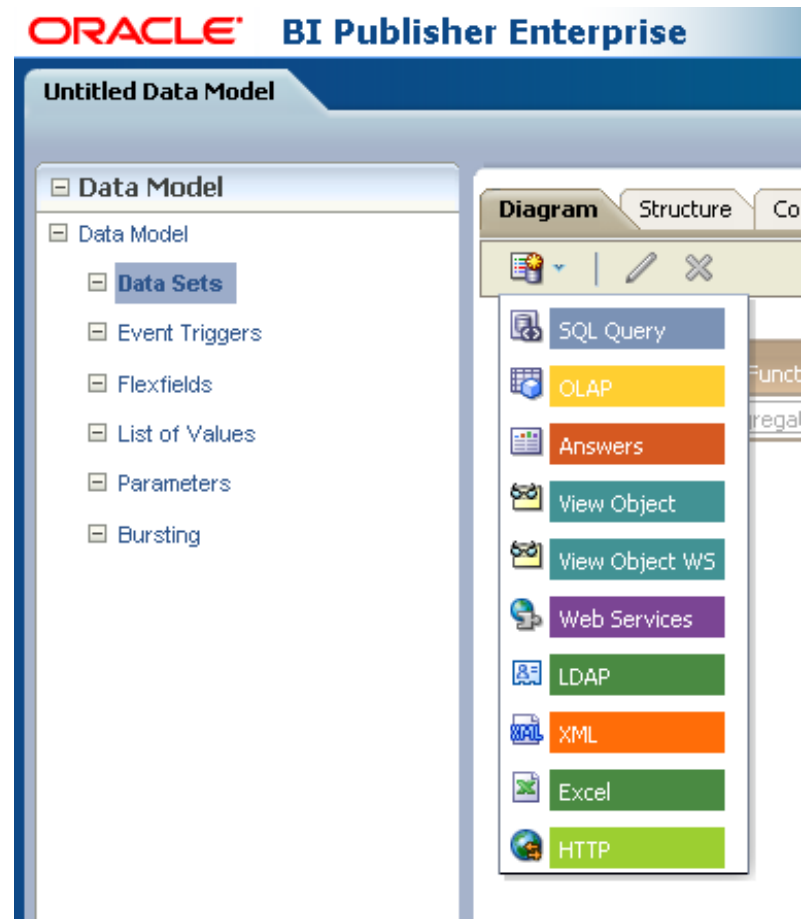 ORACLE BI Publisher Enterprise
Untitled Data Model
Data Model
Data Model
Data Sets
Event Triggers
Flexfields
List of Values
Parameters
Bursting
Diagram Structure Co
SQL Query
OLAP
Answers
View Object
View Object WS
Web Services
LDAP
XML
Excel
HTTP
Funct